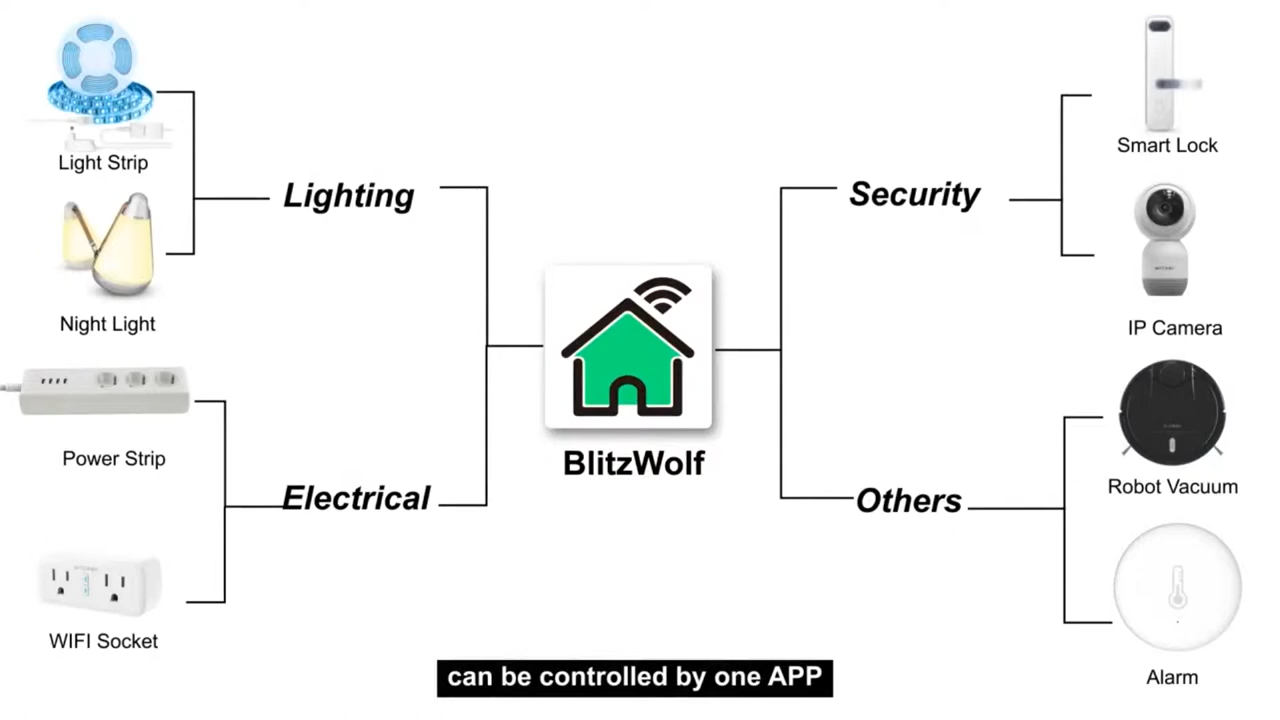 Light Strip
Night Light
Power Strip
WIFI Socket
Lighting
Electrical
BlitzWolf
Security
Others
Smart Lock
IP Camera
Robot Vacuum
Alarm
can be controlled by one APP